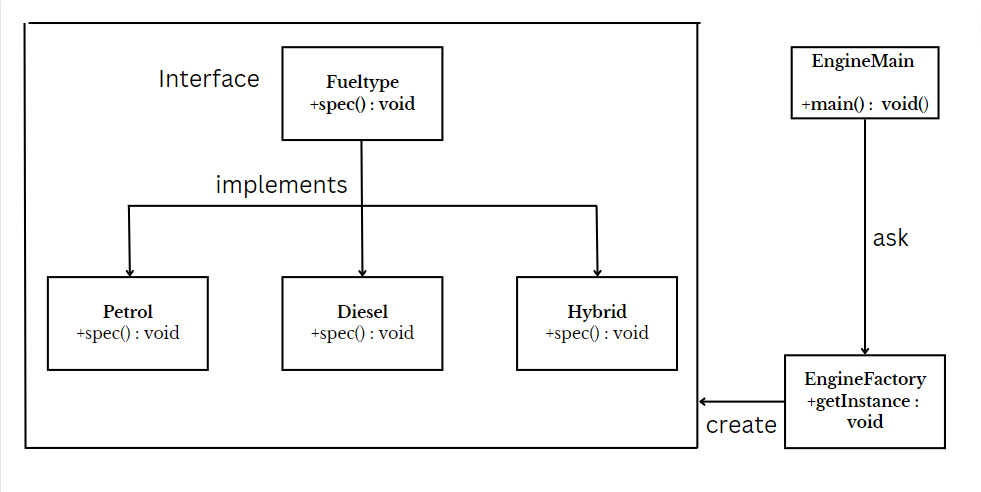 Interface
Fueltype
+spec() : void
implements
Petrol
+spec() : void
Diesel
+spec() : void
Hybrid
+spec() : void
EngineMain
+main() : void()
ask
EngineFactory
+getInstance :
void
create